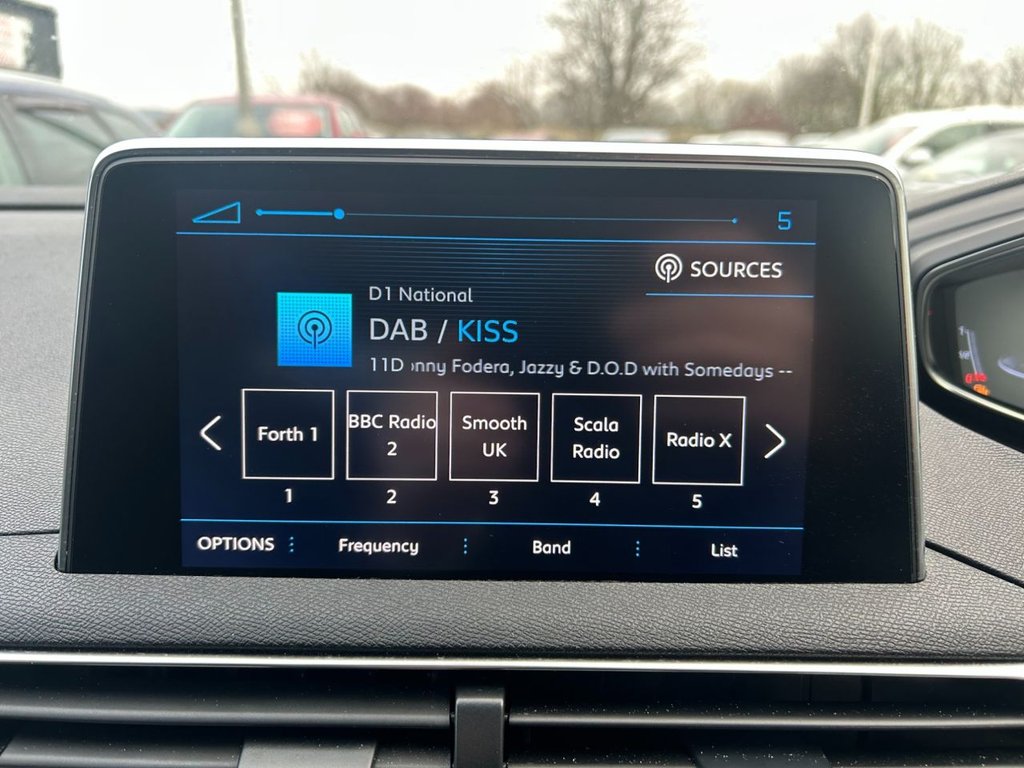 5
SOURCES
D1 National
DAB / KISS
11D nny Fodera, Jazzy & D.O.D with Somedays --
Forth 1
BBC Radio
2
Smooth
UK
Scala
Radio
Radio X
1 2 3 4 5
OPTIONS Frequency Band List